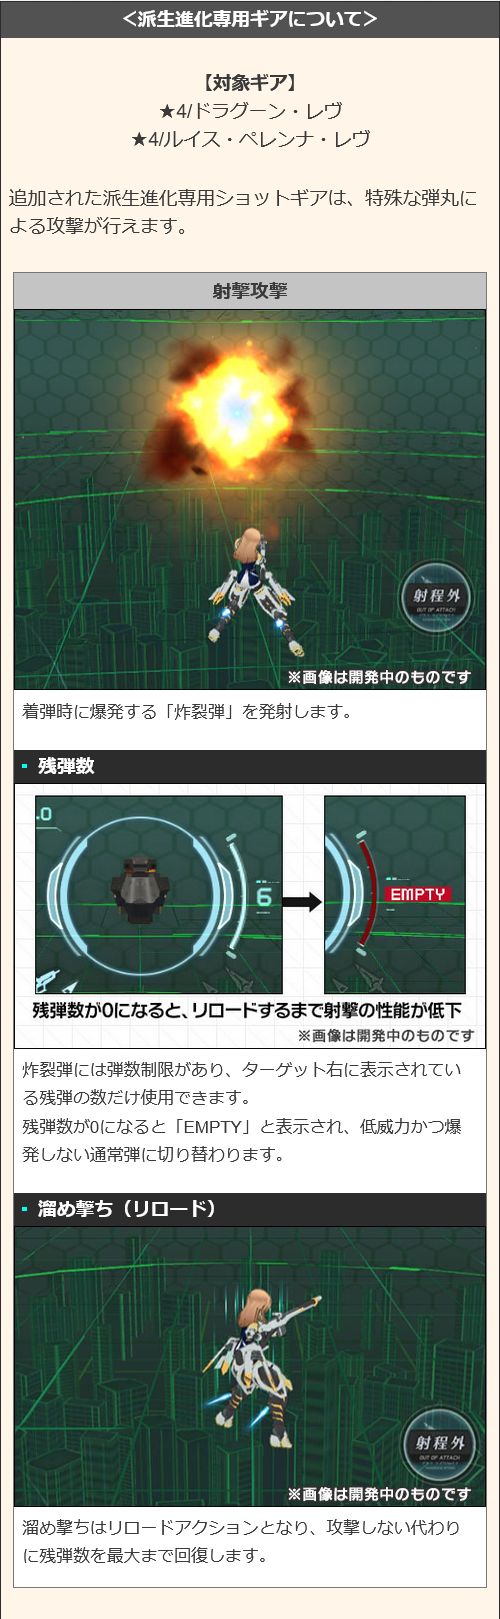 ＜派生進化専用ギアについて＞
【対象ギア】
★4/ドラグーン・レヴ
★4/ルイス・ペレンナ・レヴ
追加された派生進化専用ショットギアは、特殊な弾丸に
よる攻撃が行えます。
射撃攻撃
射程外
OUT OF ATTACH
※画像は開発中のものです
着弾時に爆発する「炸裂弾」を発射します。
残弾数
.0
6
EMPTY
残弾数が0になると、リロードするまで射撃の性能が低下
※画像は開発中のものです
炸裂弾には弾数制限があり、ターゲット右に表示されてい
る残弾の数だけ使用できます。
残弾数が0になると「EMPTY」と表示され、低威力かつ爆
発しない通常弾に切り替わります。
溜め撃ち（リロード）
射程外
OUT OF ATTACH
※画像は開発中のものです
溜め撃ちはリロードアクションとなり、攻撃しない代わり
に残弾数を最大まで回復します。